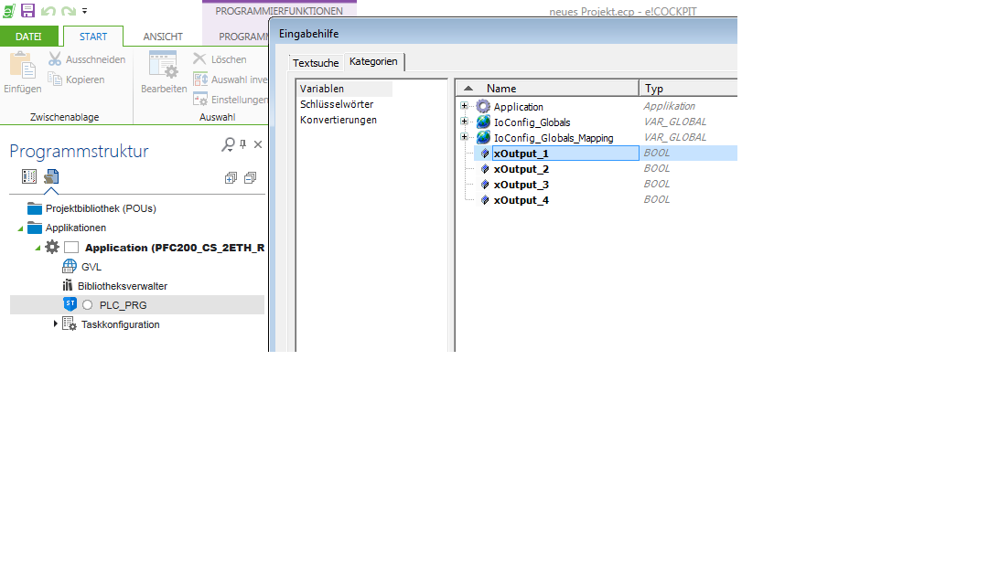 PROGRAMMIERFUNKTIONEN
neues Projekt.ecp - e!COCKPIT
DATEI START ANSICHT PROGRAMM
Einfügen
Ausschneiden
Kopieren
Zwischenablage
Bearbeiten
Löschen
Auswahl inve
Einstellungen
Auswahl
Programmstruktur
Projektbibliothek (POUs)
Applikationen
Application (PFC200_CS_2ETH_R
GVL
Bibliotheksverwalter
ST PLC_PRG
Taskkonfiguration
Eingabehilfe
Textsuche Kategorien
Variablen
Schlüsselwörter
Konvertierungen
Name Typ
Application Applikation
IoConfig_Globals VAR_GLOBAL
IoConfig_Globals_Mapping VAR_GLOBAL
xOutput_1 BOOL
xOutput_2 BOOL
xOutput_3 BOOL
xOutput_4 BOOL